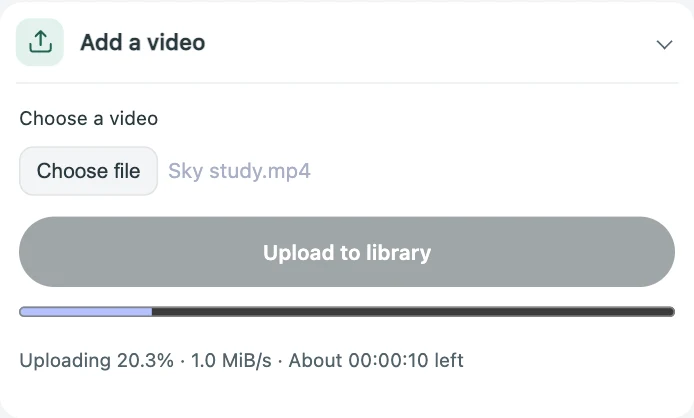 Add a video
Choose a video
Choose file Sky study.mp4
Upload to library
Uploading 20.3% · 1.0 MiB/s · About 00:00:10 left